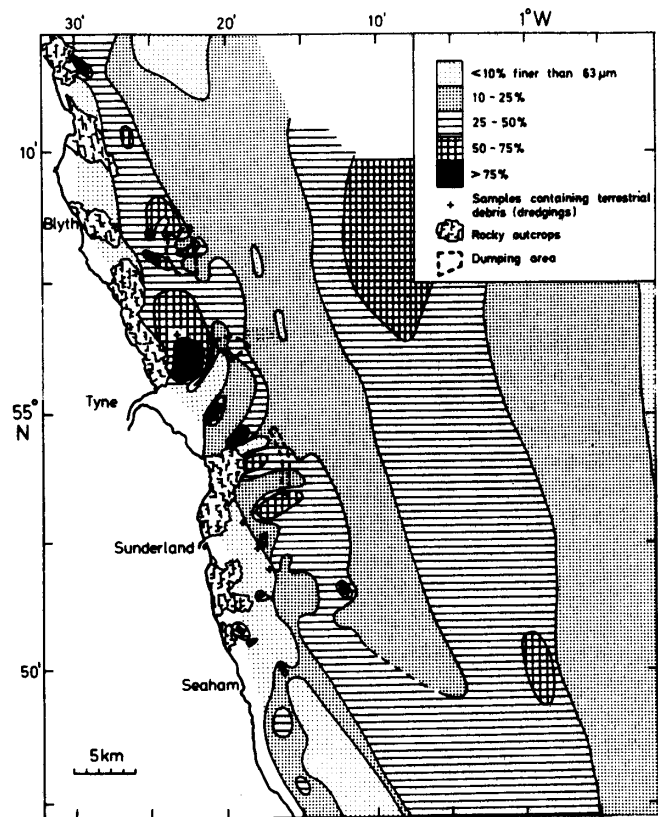 30'
20'
10'
1° W
< 10% finer than 63 µm
10 - 25%
25 - 50%
50 - 75%
> 75%
Samples containing terrestrial
debris (dredgings)
Rocky outcrops
Dumping area
10'
Blyth
Tyne
55°
N
Sunderland
50'
Seaham
5km